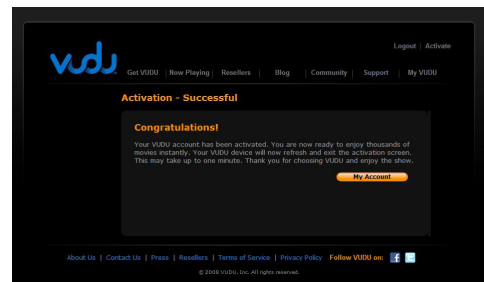 Logout | Activate
vudu
Get VUDU | Now Playing | Resellers | Blog | Community | Support | My VUDU
Activation - Successful
Congratulations!
Your VUDU account has been activated. You are now ready to enjoy thousands of
movies instantly. Your VUDU device will now refresh and exit the activation screen.
This may take up to one minute. Thank you for choosing VUDU and enjoy the show.
My Account
About Us | Contact Us | Press | Resellers | Terms of Service | Privacy Policy Follow VUDU on:
© 2008 VUDU, Inc. All rights reserved.